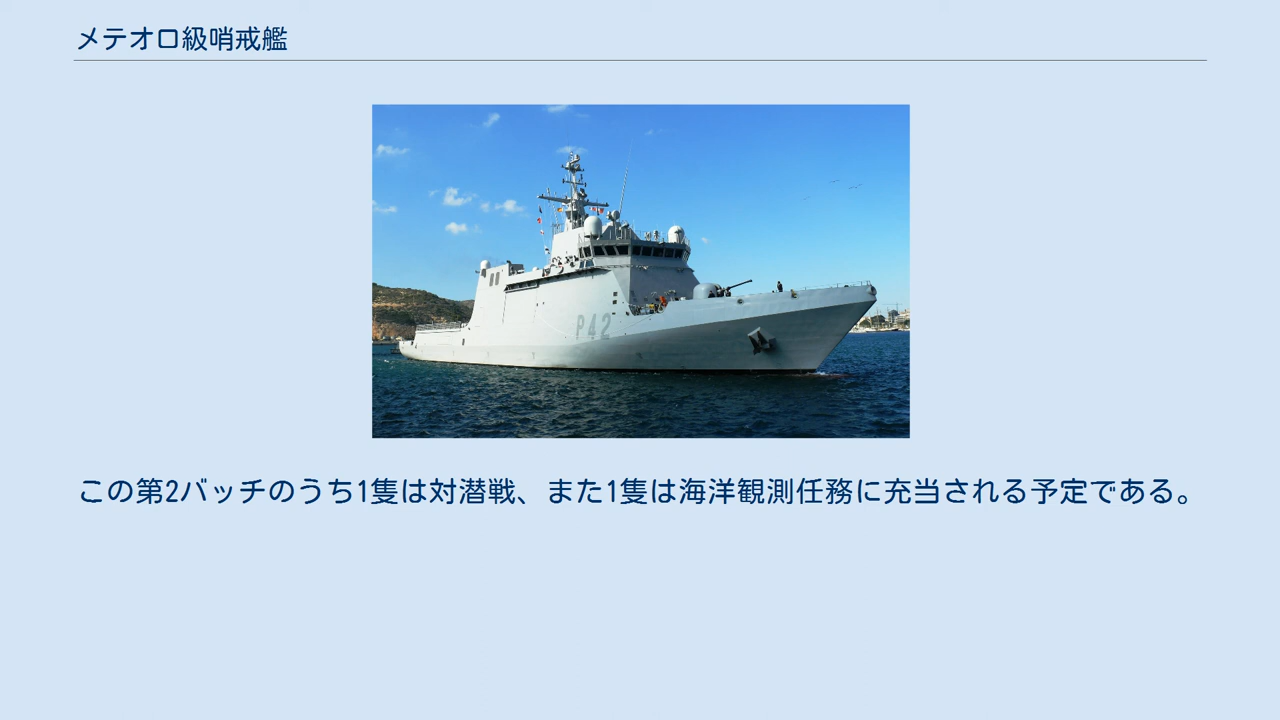 メテオロ級哨戒艦
P42
この第2バッチのうち1隻は対潜戦、また1隻は海洋観測任務に充当される予定である。